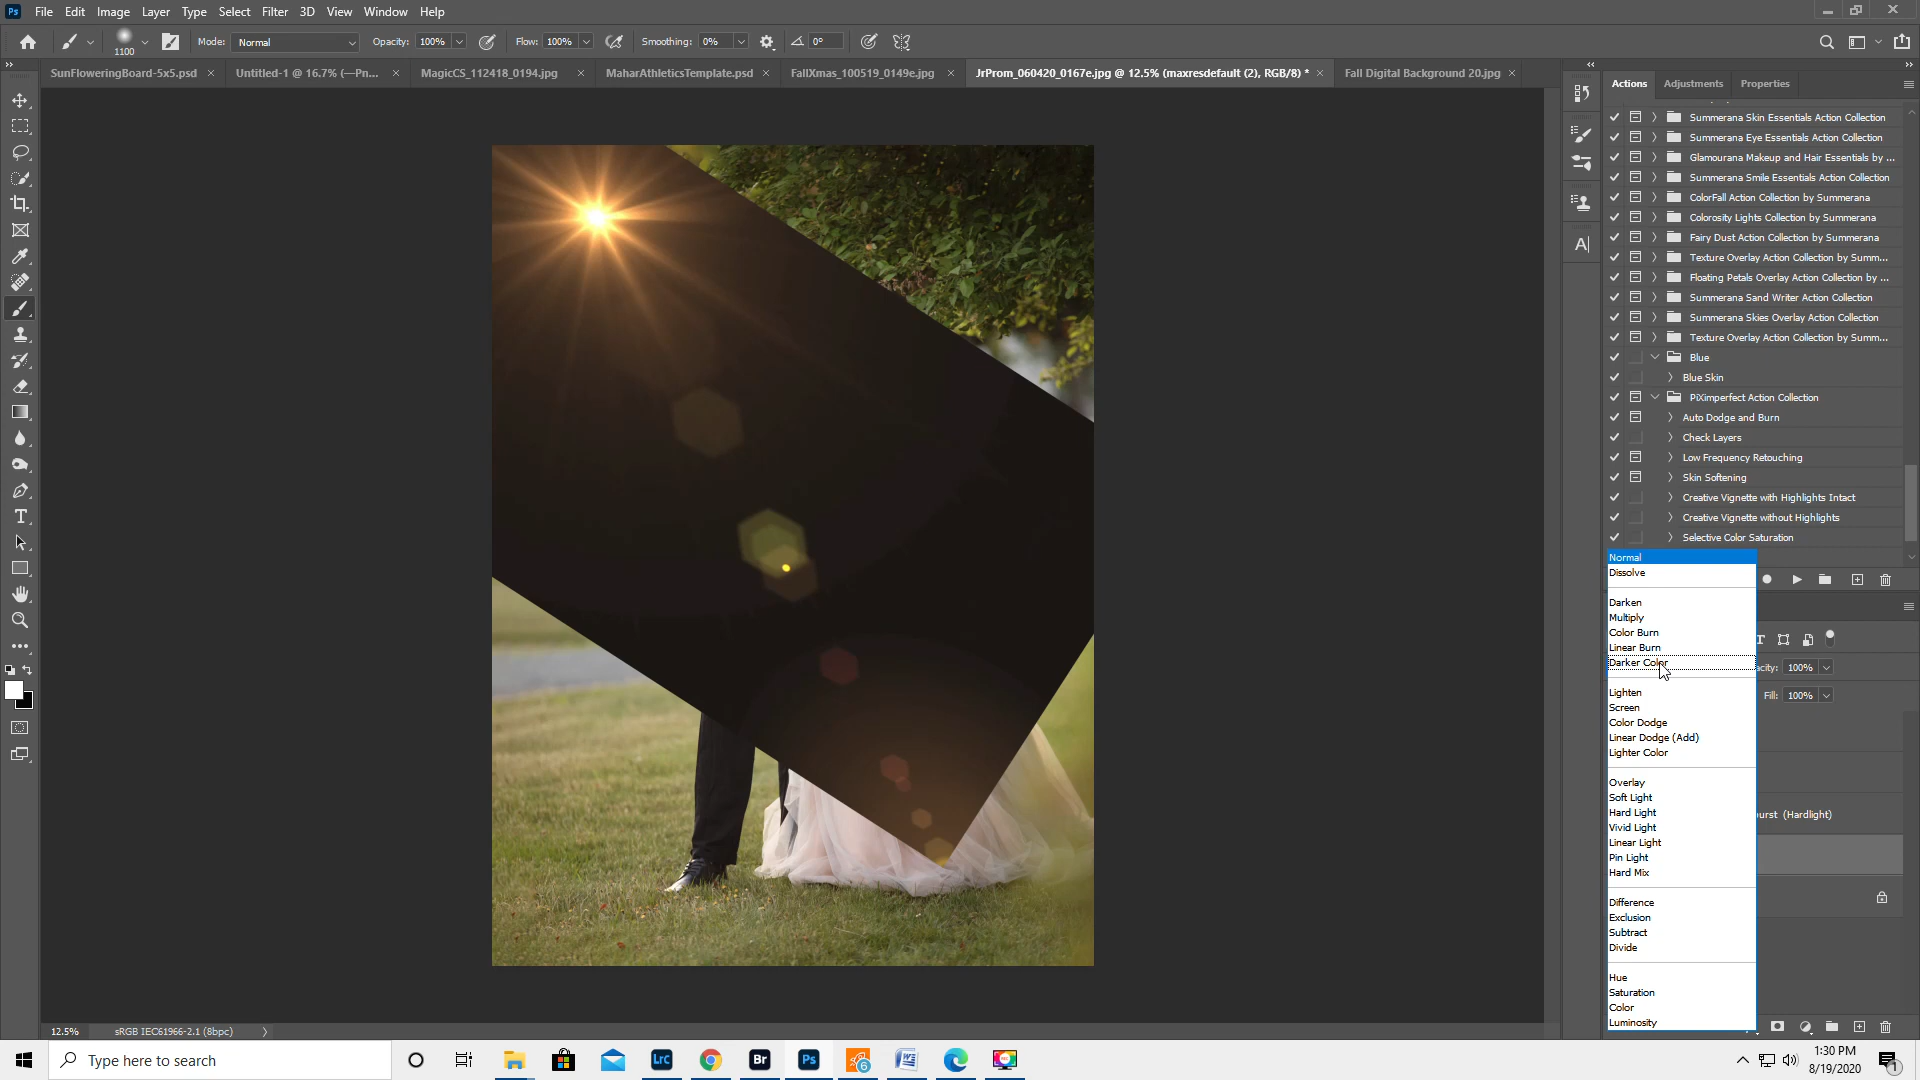 Ps File Edit Image Layer Type Select Filter 3D View Window Help
1100 Mode: Normal Opacity: 100% Flow: 100% Smoothing: 0% 0°
SunFloweringBoard-5x5.psd × Untitled-1 @ 16.7% (—Pn... × MagicCS_112418_0194.jpg × MaharAthleticsTemplate.psd × FallXmas_100519_0149e.jpg × JrProm_060420_0167e.jpg @ 12.5% (maxresdefault (2), RGB/8) * × Fall Digital Background 20.jpg ×
Actions Adjustments Properties
Summerana Skin Essentials Action Collection
Summerana Eye Essentials Action Collection
Glamourana Makeup and Hair Essentials by ...
Summerana Smile Essentials Action Collection
ColorFall Action Collection by Summerana
Colorosity Lights Collection by Summerana
Fairy Dust Action Collection by Summerana
Texture Overlay Action Collection by Summ...
Floating Petals Overlay Action Collection by ...
Summerana Sand Writer Action Collection
Summerana Skies Overlay Action Collection
Texture Overlay Action Collection by Summ...
Blue
Blue Skin
PiXimperfect Action Collection
Auto Dodge and Burn
Check Layers
Low Frequency Retouching
Skin Softening
Creative Vignette with Highlights Intact
Creative Vignette without Highlights
Selective Color Saturation
Normal
Dissolve
Darken
Multiply
Color Burn
Linear Burn
Darker Color
acity: 100%
Lighten
Fill: 100%
Screen
Color Dodge
Linear Dodge (Add)
Lighter Color
Overlay
Soft Light
Hard Light
urst (Hardlight)
Vivid Light
Linear Light
Pin Light
Hard Mix
Difference
Exclusion
Subtract
Divide
Hue
Saturation
Color
Luminosity
12.5% sRGB IEC61966-2.1 (8bpc)
Type here to search
LrC Br Ps 6
1:30 PM
8/19/2020
1